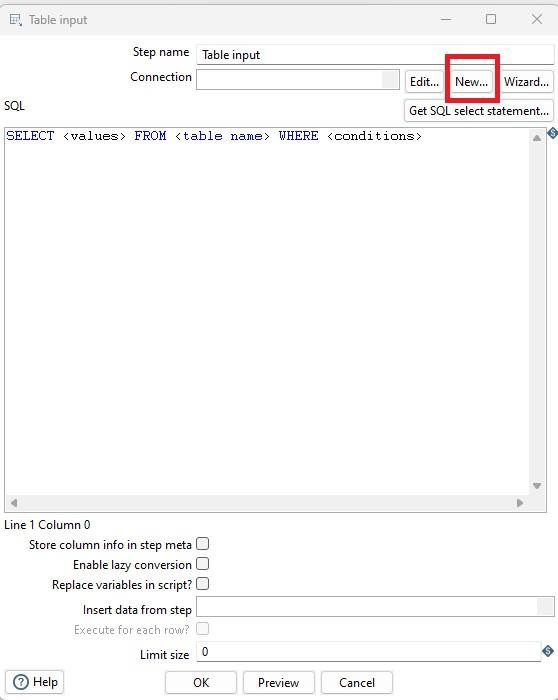 Table input
Step name Table input
Connection Edit... New... Wizard...
SQL Get SQL select statement...
SELECT <values> FROM <table name> WHERE <conditions>
Line 1 Column 0
Store column info in step meta
Enable lazy conversion
Replace variables in script?
Insert data from step
Execute for each row?
Limit size 0
Help OK Preview Cancel